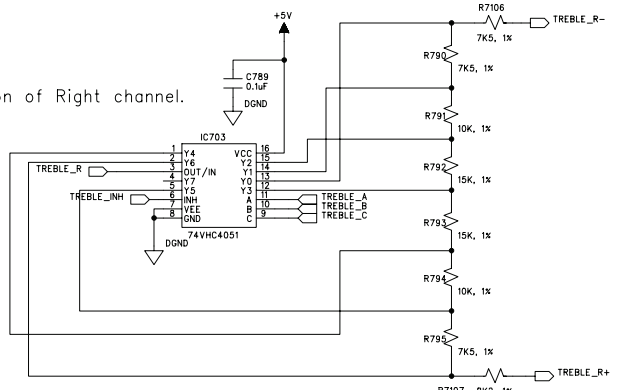 R7106
TREBLE_R-
7K5, 1%
+5V
R790
7K5, 1%
C789
0.1uF
DGND
n of Right channel.
R791
10K, 1%
IC703
1 Y4 VCC 16
2 Y6 Y2 15
3 OUT/IN Y1 14
4 Y7 Y0 13
5 Y5 Y3 12
6 INH A 11
7 VEE B 10
8 GND C 9
74VHC4051
TREBLE_R
TREBLE_INH
TREBLE_A
TREBLE_B
TREBLE_C
DGND
R792
15K, 1%
R793
15K, 1%
R794
10K, 1%
R795
7K5, 1%
TREBLE_R+